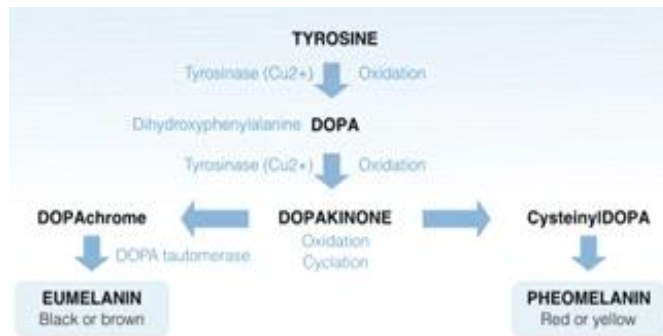 TYROSINE
Tyrosinase (Cu2+) Oxidation
Dihydroxyphenylalanine DOPA
Tyrosinase (Cu2+) Oxidation
DOPAchrome DOPAKINONE CysteinylDOPA
Oxidation
Cyclation
DOPA tautomerase
EUMELANIN PHEOMELANIN
Black or brown Red or yellow